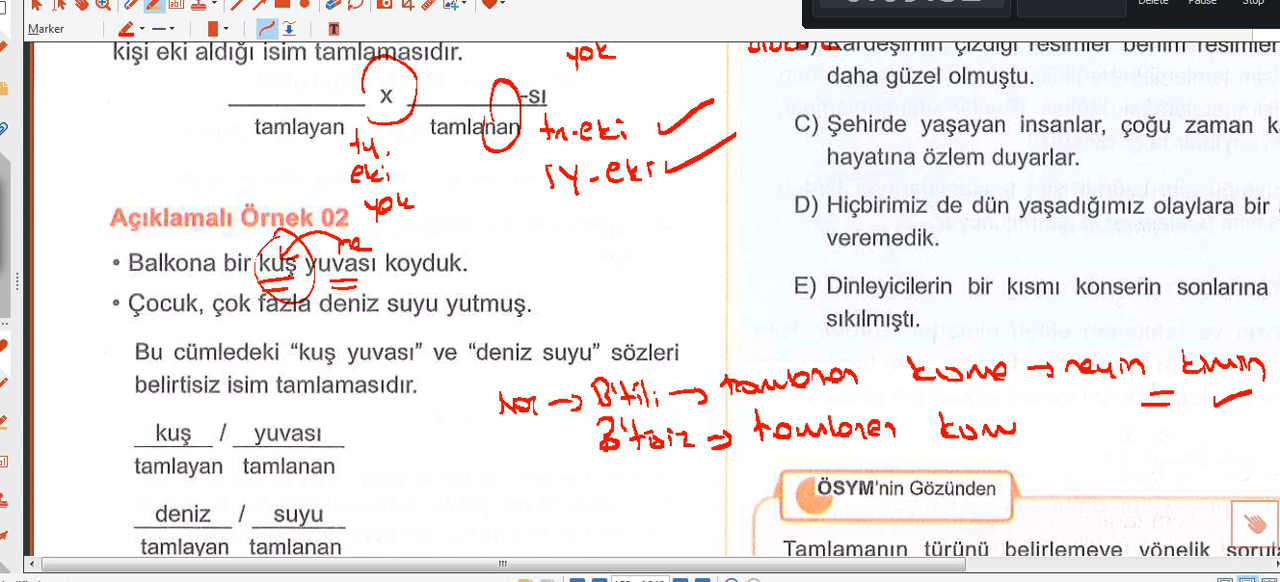 Marker
Delete Pause Stop
kişi eki aldığı isim tamlamasıdır.
yok
x -sı
tamlayan tamlanan
tn-eki
ty.
eki
yok
iy-eki
Açıklamalı Örnek 02
ne
• Balkona bir kuş yuvası koyduk.
• Çocuk, çok fazla deniz suyu yutmuş.
Bu cümledeki “kuş yuvası” ve “deniz suyu” sözleri
belirtisiz isim tamlamasıdır.
kuş / yuvası
tamlayan tamlanan
deniz / suyu
tamlayan tamlanan
B) Kardeşimin çizdiği resimler benim resimler
daha güzel olmuştu.
C) Şehirde yaşayan insanlar, çoğu zaman k
hayatına özlem duyarlar.
D) Hiçbirimiz de dün yaşadığımız olaylara bir
veremedik.
E) Dinleyicilerin bir kısmı konserin sonlarına
sıkılmıştı.
Not → B'tili → tamlanan → neyin kimin
B'tisiz → tamlanan
ÖSYM'nin Gözünden
Tamlamanın türünü belirlemeye yönelik sorula